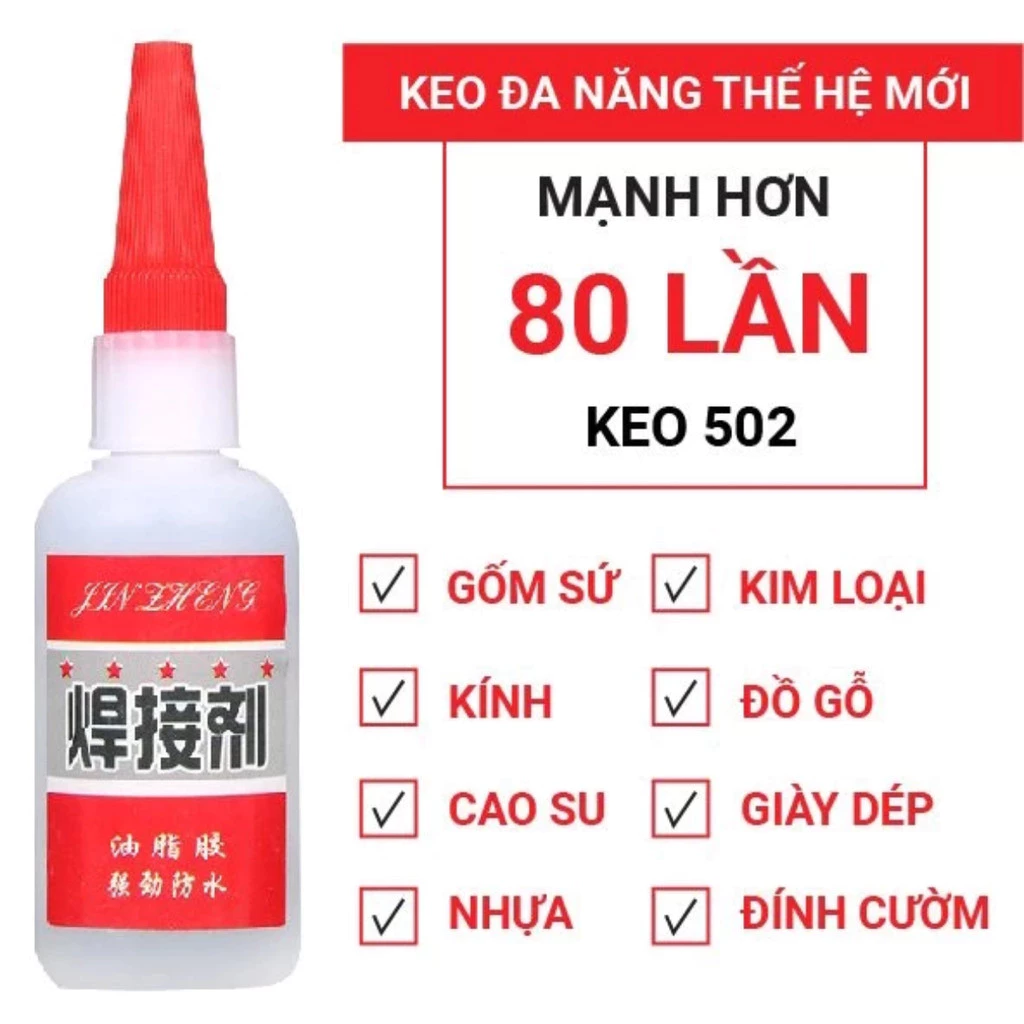 KEO ĐA NĂNG THẾ HỆ MỚI
MẠNH HƠN
80 LẦN
KEO 502
JIN ZHENG
焊接剂
油脂胶
强劲防水
GỐM SỨ
KIM LOẠI
KÍNH
ĐỒ GỖ
CAO SU
GIÀY DÉP
NHỰA
ĐÍNH CƯỜM